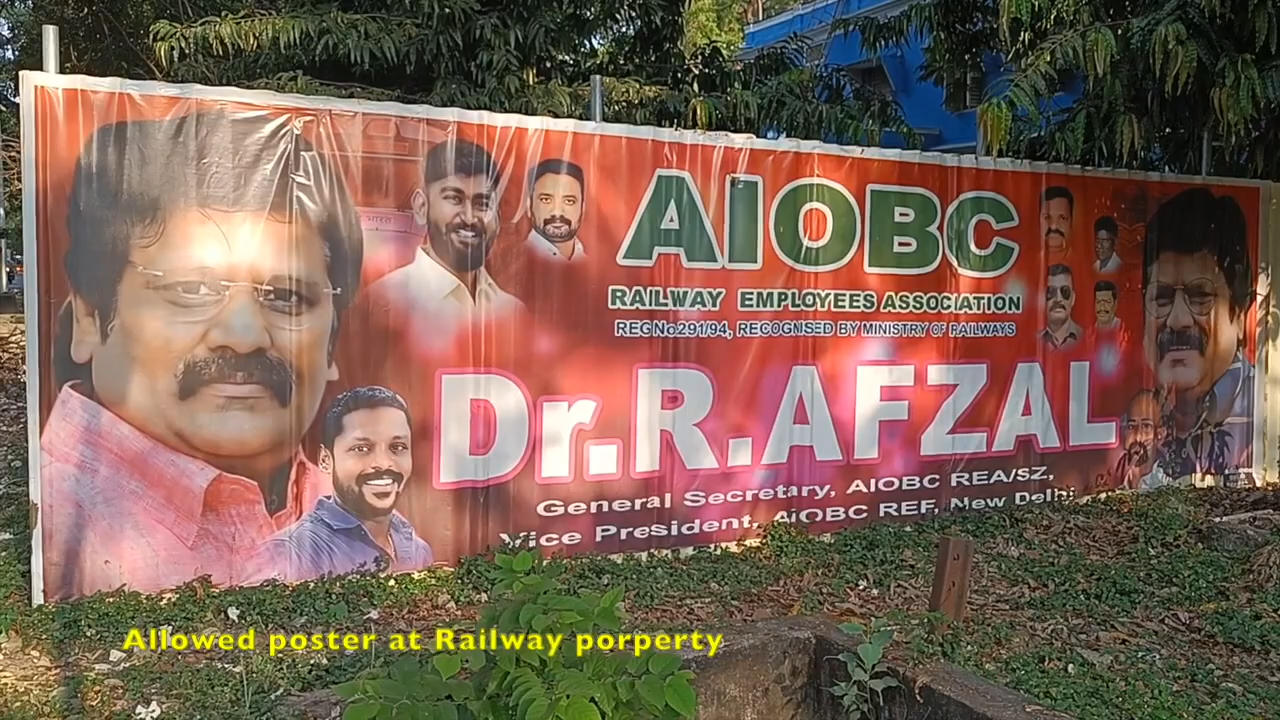 भारत
AIOBC
RAILWAY EMPLOYEES ASSOCIATION
REG No.291/94, RECOGNISED BY MINISTRY OF RAILWAYS
Dr.R.AFZAL
General Secretary, AIOBC REA/SZ,
Vice President, AiOBC REF, New Delhi
Allowed poster at Railway porperty